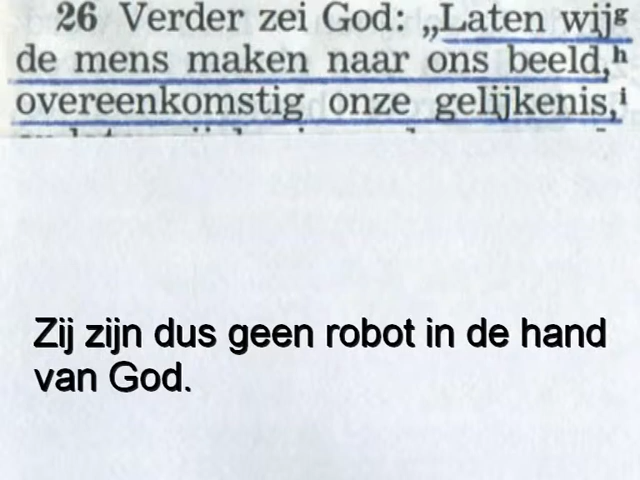 26 Verder zei God: „Laten wijᵍ
de mens maken naar ons beeld,ʰ
overeenkomstig onze gelijkenis,ⁱ
Zij zijn dus geen robot in de hand
van God.